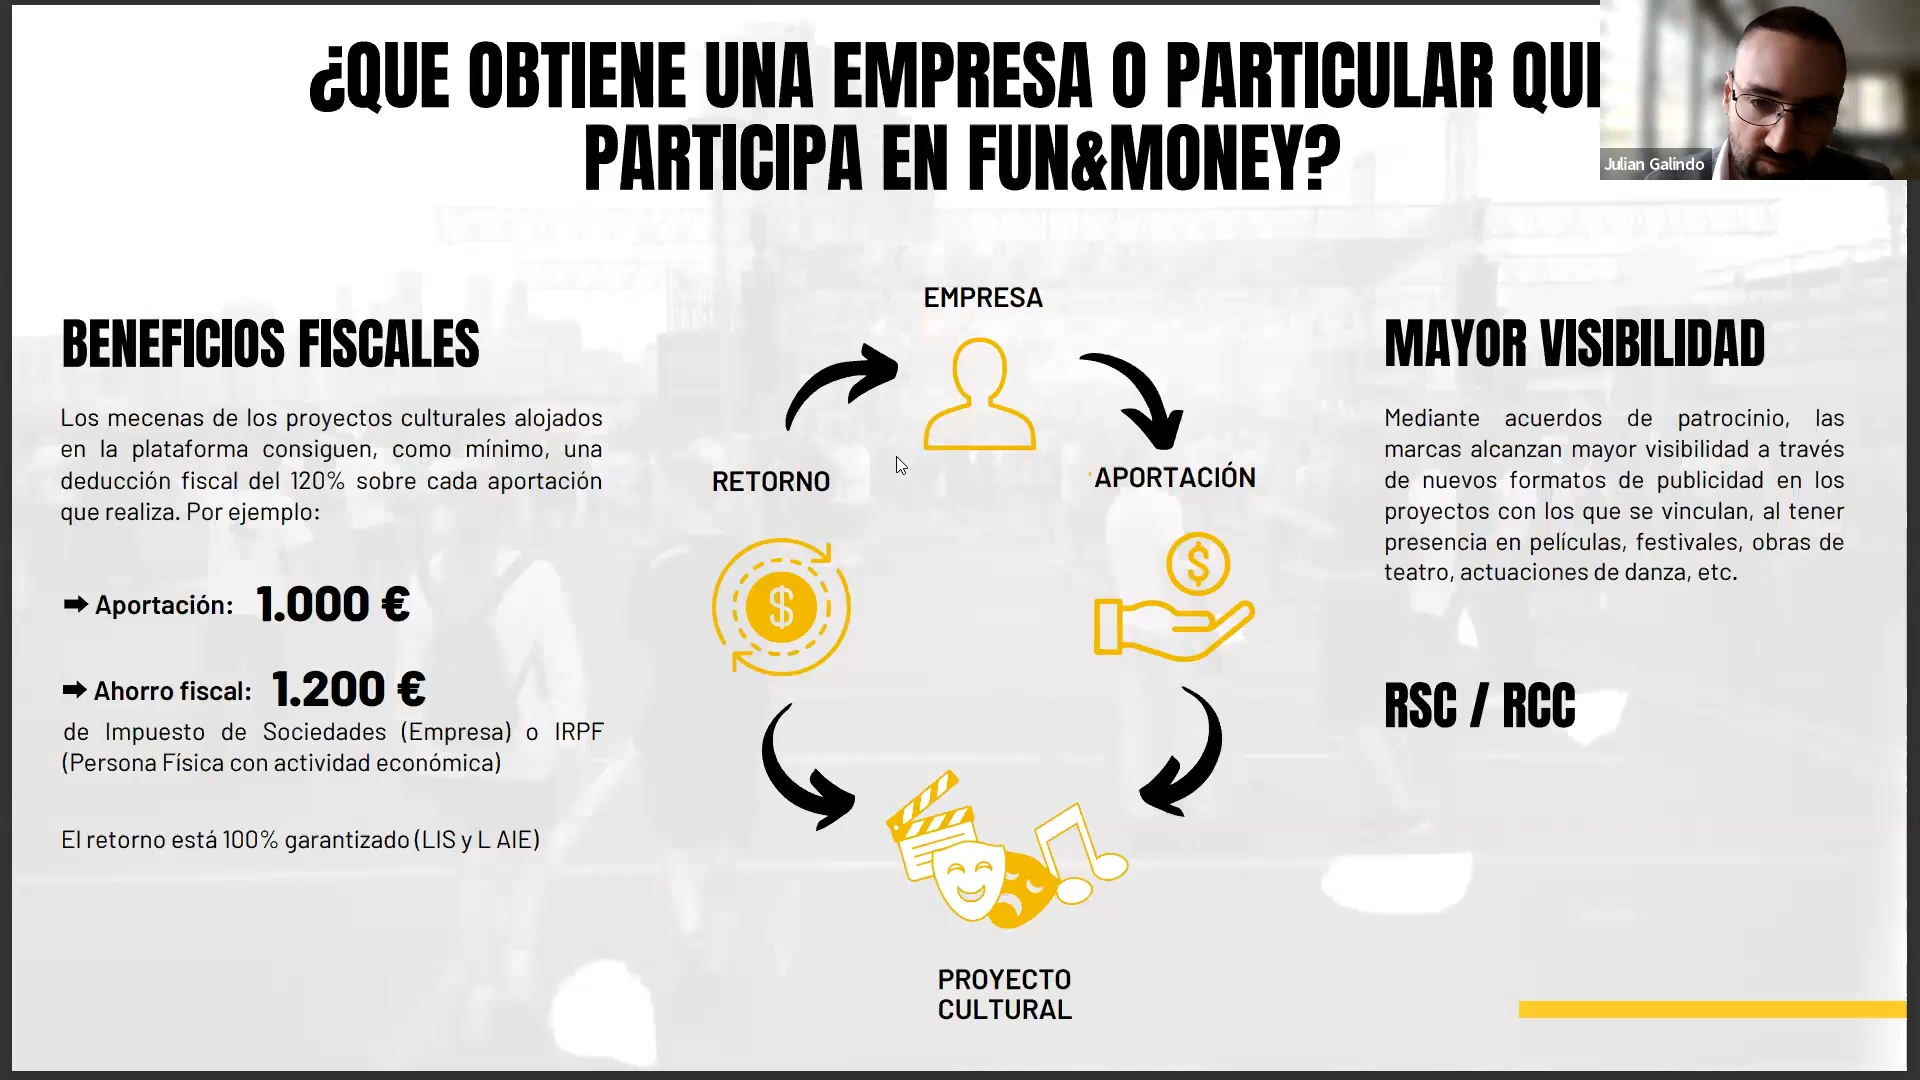 ¿QUE OBTIENE UNA EMPRESA O PARTICULAR QUE
PARTICIPA EN FUN&MONEY?
Julian Galindo
BENEFICIOS FISCALES
Los mecenas de los proyectos culturales alojados
en la plataforma consiguen, como mínimo, una
deducción fiscal del 120% sobre cada aportación
que realiza. Por ejemplo:
Aportación: 1.000 €
Ahorro fiscal: 1.200 €
de Impuesto de Sociedades (Empresa) o IRPF
(Persona Física con actividad económica)
El retorno está 100% garantizado (LIS y L AIE)
EMPRESA
RETORNO
APORTACIÓN
PROYECTO
CULTURAL
MAYOR VISIBILIDAD
Mediante acuerdos de patrocinio, las
marcas alcanzan mayor visibilidad a través
de nuevos formatos de publicidad en los
proyectos con los que se vinculan, al tener
presencia en películas, festivales, obras de
teatro, actuaciones de danza, etc.
RSC / RCC